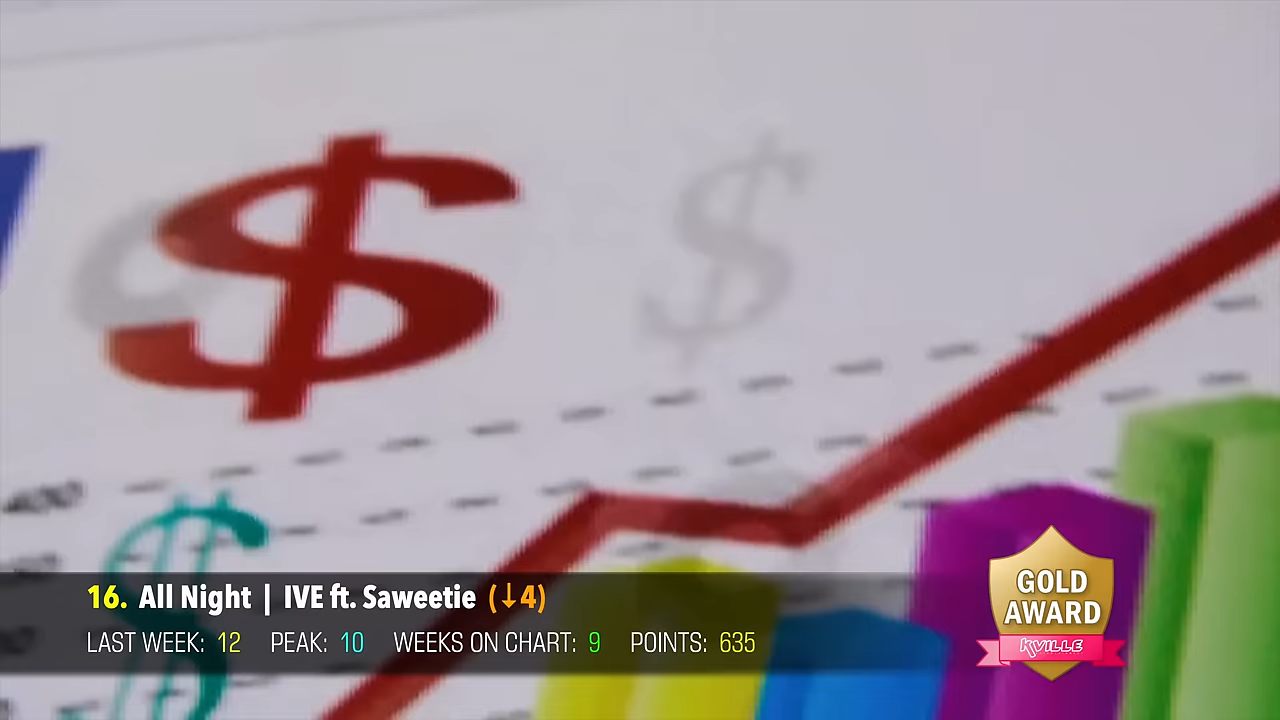 $
$
$
16. All Night | IVE ft. Saweetie (↓4)
LAST WEEK: 12 PEAK: 10 WEEKS ON CHART: 9 POINTS: 635
GOLD
AWARD
KVILLE